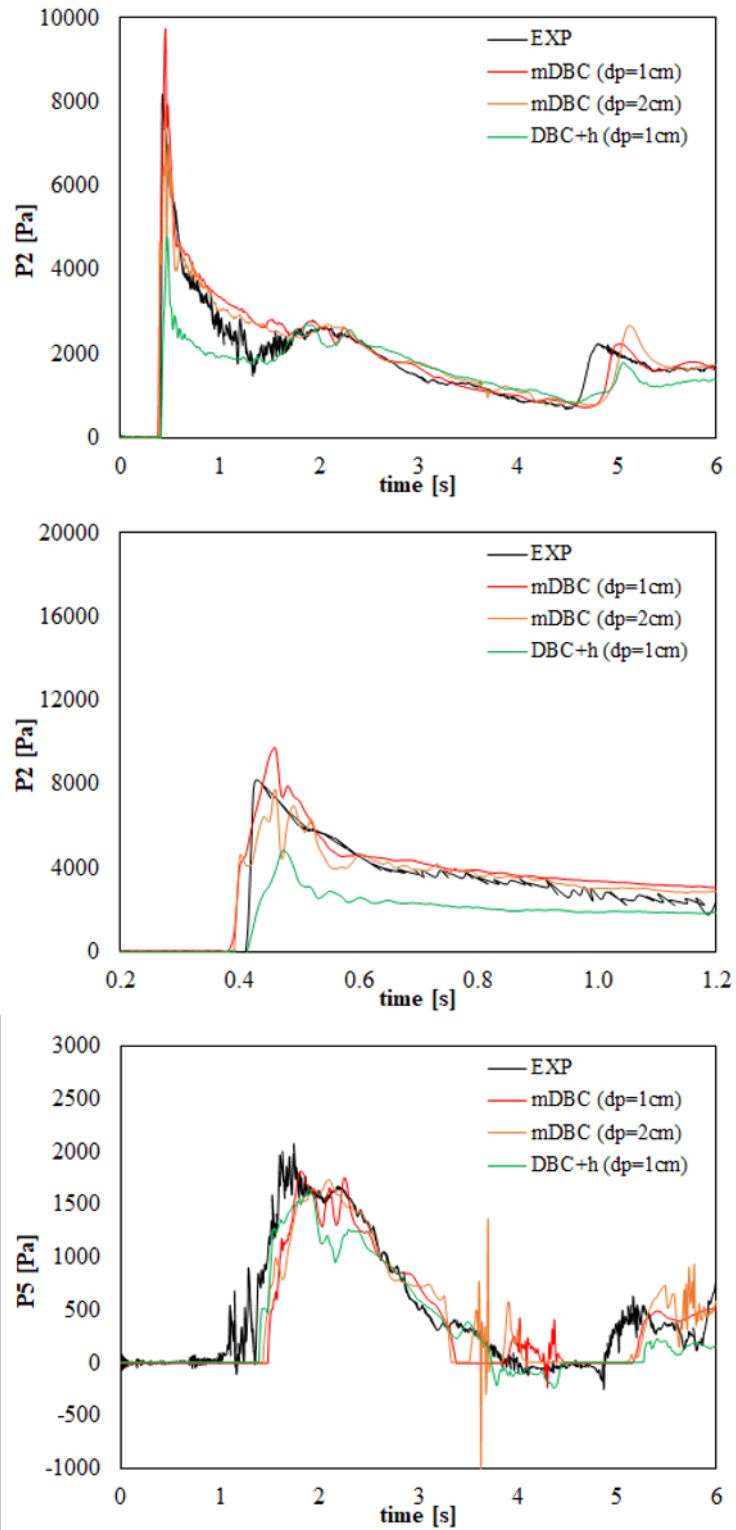 10000
8000
6000
4000
2000
0
P2 [Pa]
EXP
mDBC (dp=1cm)
mDBC (dp=2cm)
DBC+h (dp=1cm)
0 1 2 3 4 5 6
time [s]
20000
16000
12000
8000
4000
0
P2 [Pa]
EXP
mDBC (dp=1cm)
mDBC (dp=2cm)
DBC+h (dp=1cm)
0.2 0.4 0.6 0.8 1.0 1.2
time [s]
3000
2500
2000
1500
1000
500
0
-500
-1000
P5 [Pa]
EXP
mDBC (dp=1cm)
mDBC (dp=2cm)
DBC+h (dp=1cm)
0 1 2 3 4 5 6
time [s]